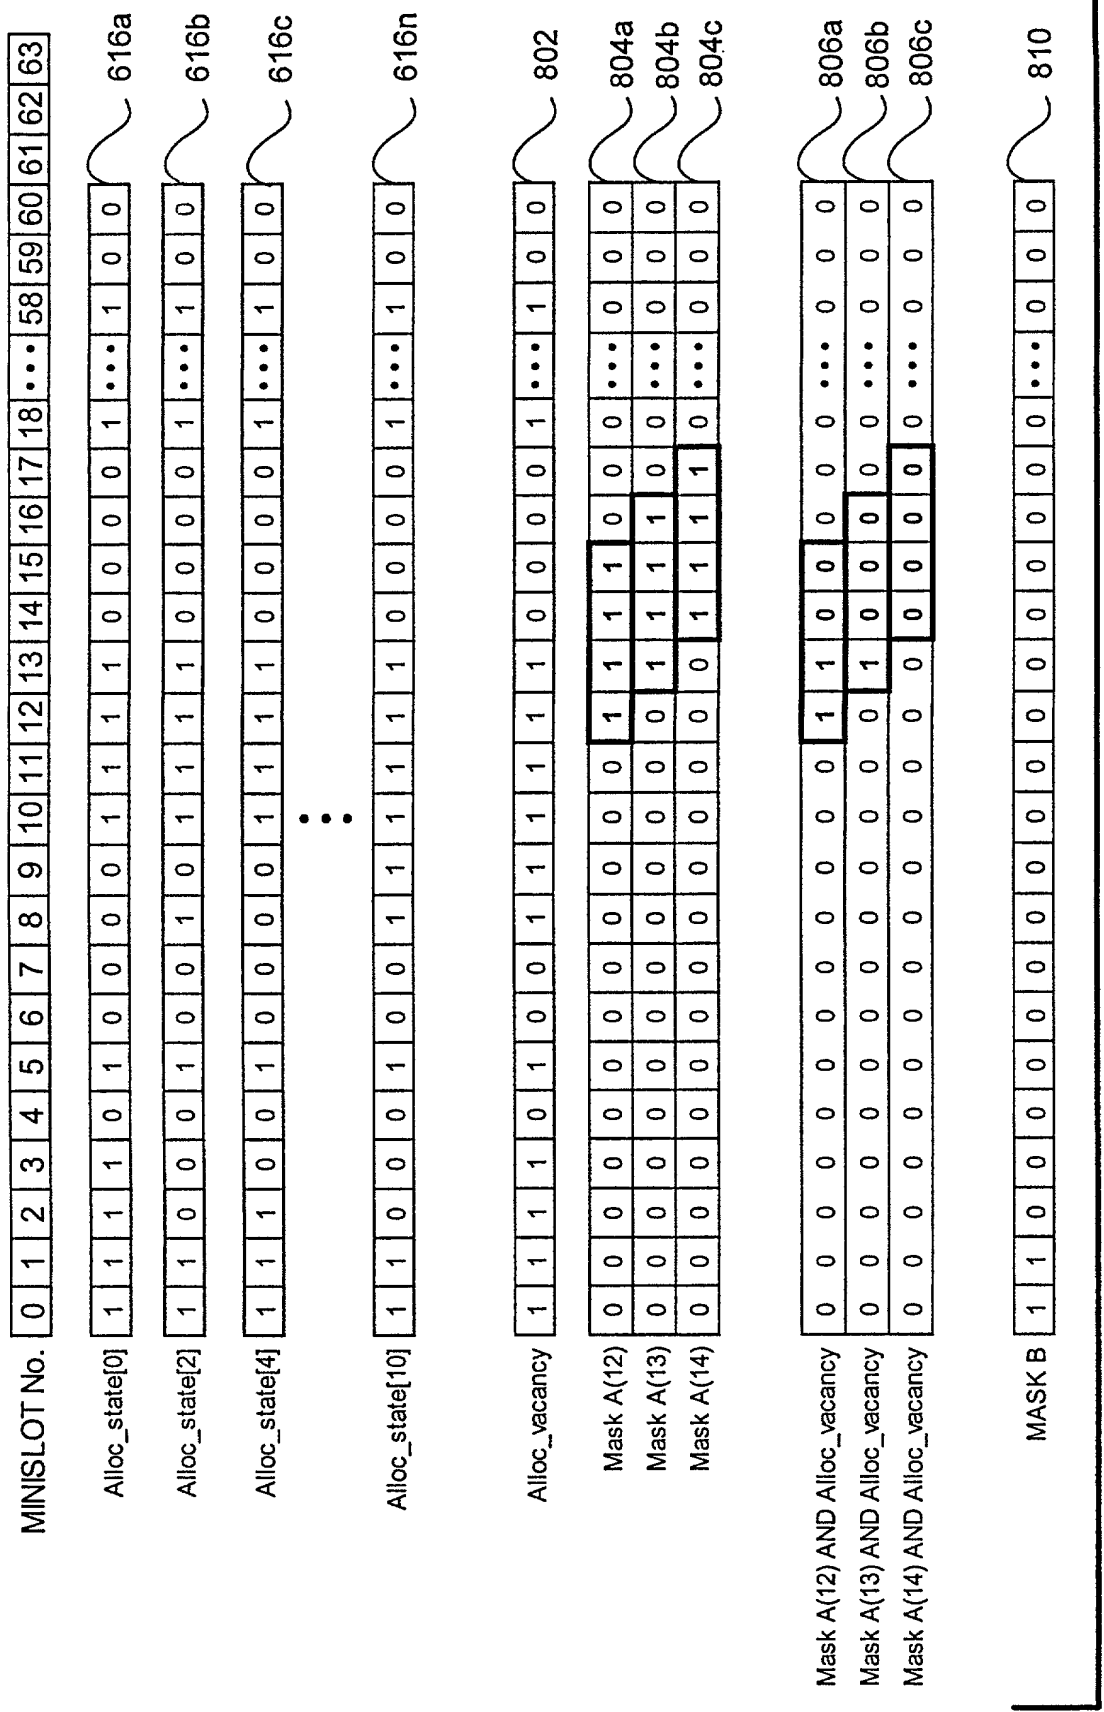 MINISLOT No. 0 1 2 3 4 5 6 7 8 9 10 11 12 13 14 15 16 17 18 ••• 58 59 60 61 62 63
Alloc_state[0] 1 1 1 1 0 1 0 0 0 0 1 1 1 1 0 0 0 0 1 ••• 1 0 0 616a
Alloc_state[2] 1 1 0 0 0 1 0 0 1 0 1 1 1 1 0 0 0 0 1 ••• 1 0 0 616b
Alloc_state[4] 1 1 1 0 0 1 0 0 0 0 1 1 1 1 0 0 0 0 1 ••• 1 0 0 616c
•••
Alloc_state[10] 1 1 0 0 0 1 0 0 1 1 1 1 1 1 0 0 0 0 1 ••• 1 0 0 616n
Alloc_vacancy 1 1 1 1 0 1 0 0 1 1 1 1 1 1 0 0 0 0 1 ••• 1 0 0 802
Mask A(12) 0 0 0 0 0 0 0 0 0 0 0 0 1 1 1 1 0 0 0 ••• 0 0 0 804a
Mask A(13) 0 0 0 0 0 0 0 0 0 0 0 0 0 1 1 1 1 0 0 ••• 0 0 0 804b
Mask A(14) 0 0 0 0 0 0 0 0 0 0 0 0 0 0 1 1 1 1 0 ••• 0 0 0 804c
Mask A(12) AND Alloc_vacancy 0 0 0 0 0 0 0 0 0 0 0 0 1 1 0 0 0 0 0 ••• 0 0 0 806a
Mask A(13) AND Alloc_vacancy 0 0 0 0 0 0 0 0 0 0 0 0 0 1 0 0 0 0 0 ••• 0 0 0 806b
Mask A(14) AND Alloc_vacancy 0 0 0 0 0 0 0 0 0 0 0 0 0 0 0 0 0 0 0 ••• 0 0 0 806c
MASK B 1 1 0 0 0 0 0 0 0 0 0 0 0 0 0 0 0 0 0 ••• 0 0 0 810